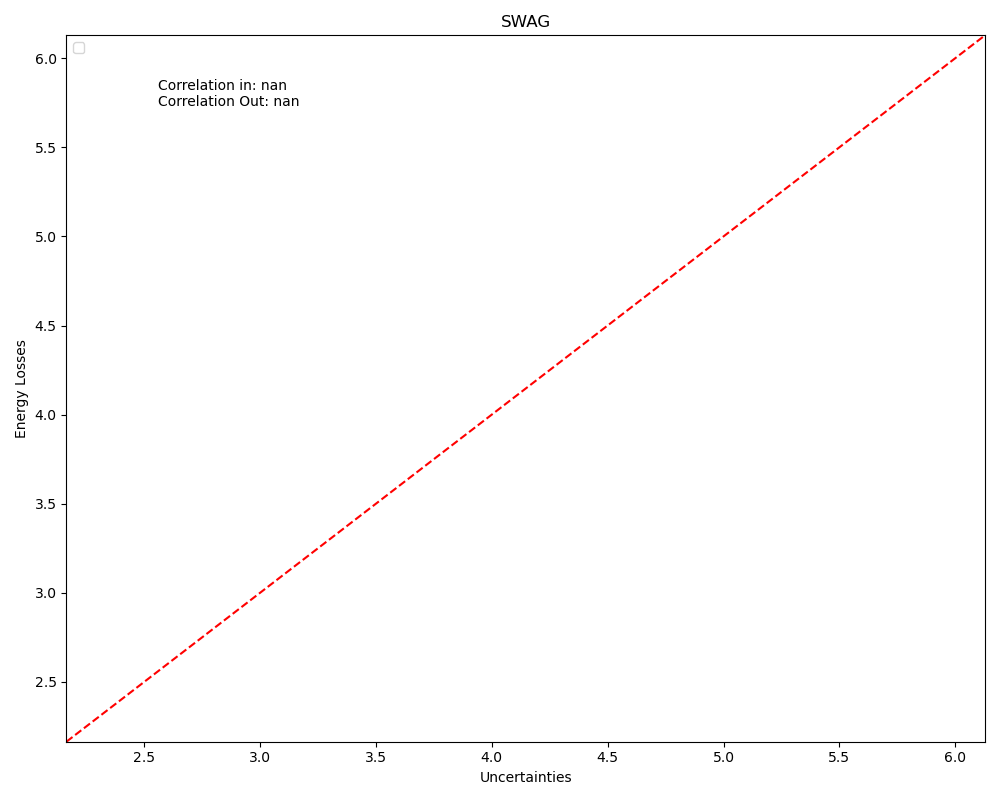 SWAG
6.0
5.5
5.0
4.5
4.0
3.5
3.0
2.5
Energy Losses
Correlation in: nan
Correlation Out: nan
2.5 3.0 3.5 4.0 4.5 5.0 5.5 6.0
Uncertainties